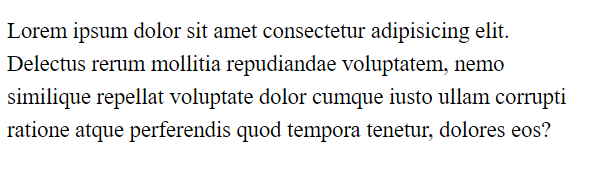 Lorem ipsum dolor sit amet consectetur adipisicing elit.
Delectus rerum mollitia repudiandae voluptatem, nemo
similique repellat voluptate dolor cumque iusto ullam corrupti
ratione atque perferendis quod tempora tenetur, dolores eos?